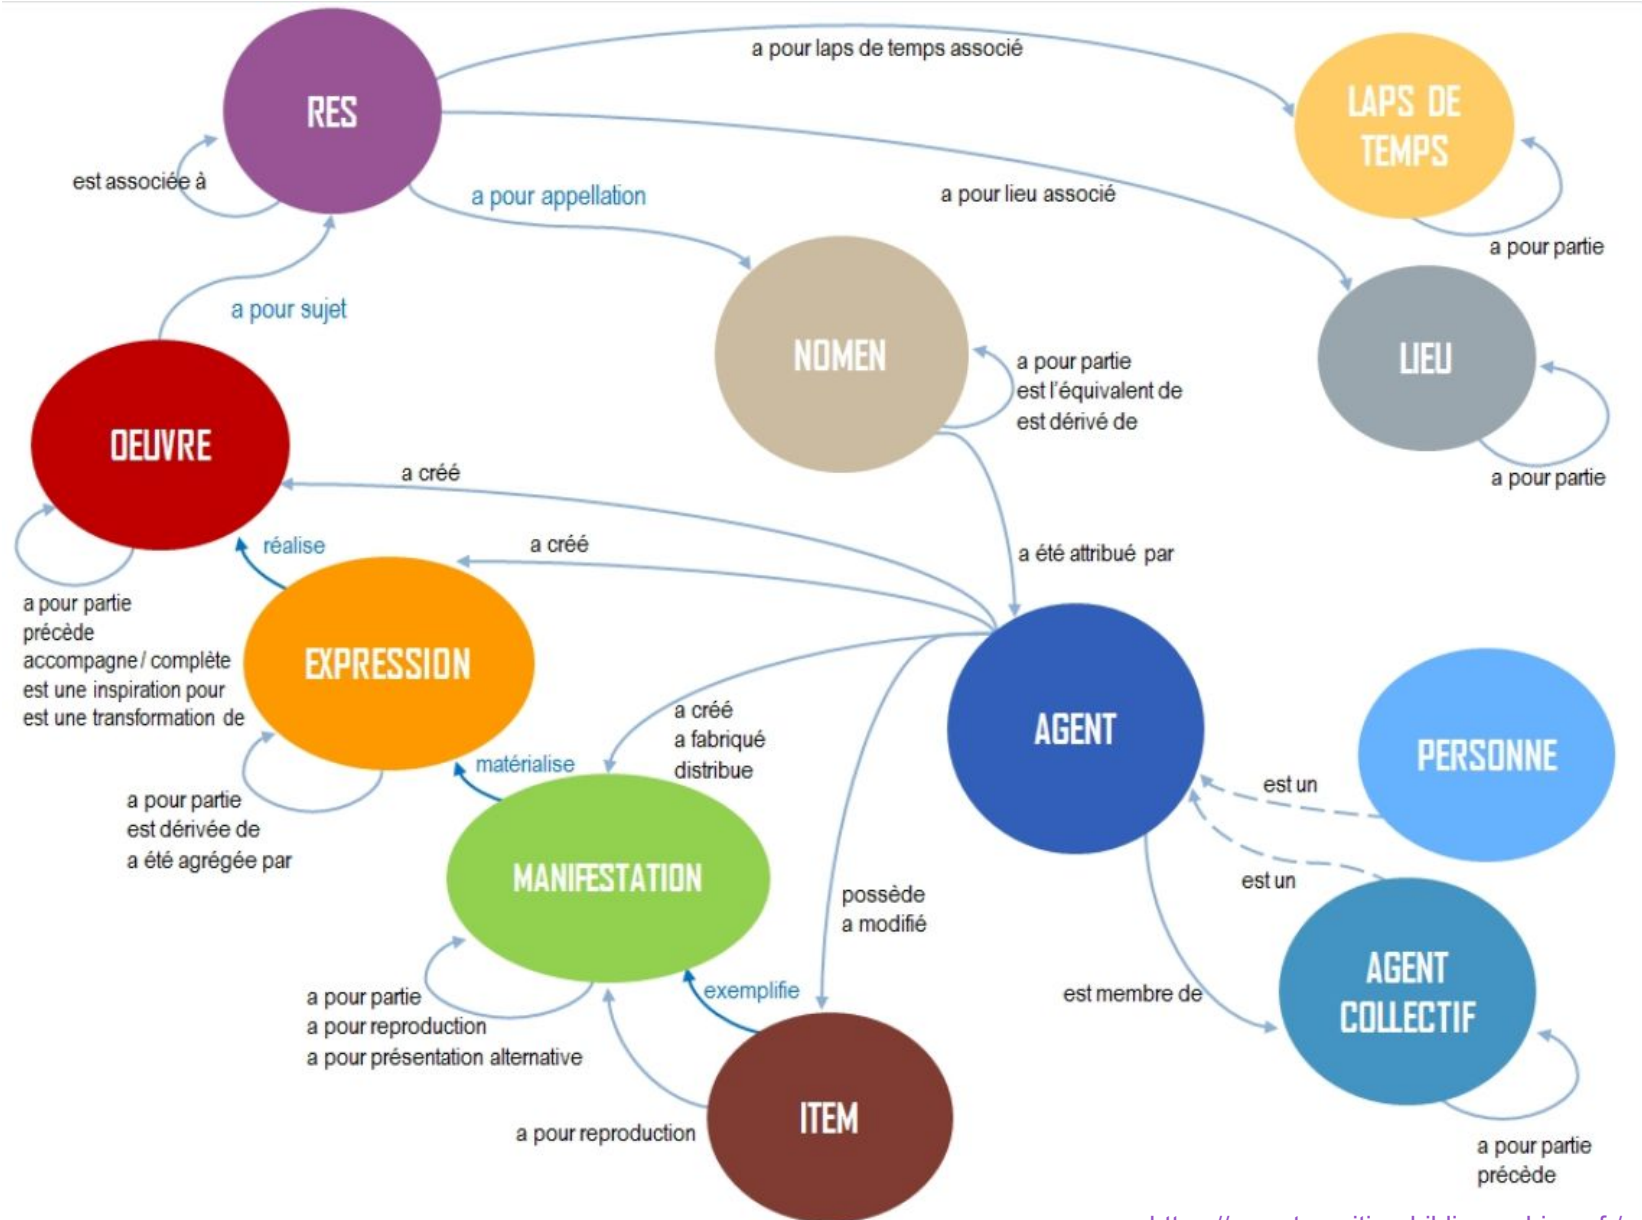 a pour laps de temps associé
RES
LAPS DE
TEMPS
est associée à
a pour appellation
a pour lieu associé
a pour partie
a pour sujet
NOMEN
a pour partie
est l'équivalent de
est dérivé de
LIEU
a pour partie
OEUVRE
a créé
réalise
a créé
a été attribué par
a pour partie
précède
accompagne / complète
est une inspiration pour
est une transformation de
EXPRESSION
a créé
a fabriqué
distribue
AGENT
PERSONNE
matérialise
est un
a pour partie
est dérivée de
a été agrégée par
MANIFESTATION
possède
a modifié
est un
AGENT
COLLECTIF
est membre de
exemplifie
a pour partie
a pour reproduction
a pour présentation alternative
ITEM
a pour reproduction
a pour partie
précède